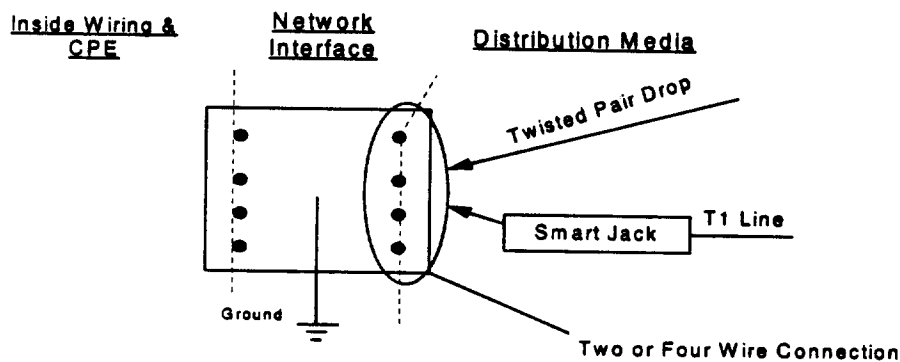 Inside Wiring &
CPE
Network
Interface
Distribution Media
Twisted Pair Drop
Smart Jack
T1 Line
Ground
Two or Four Wire Connection